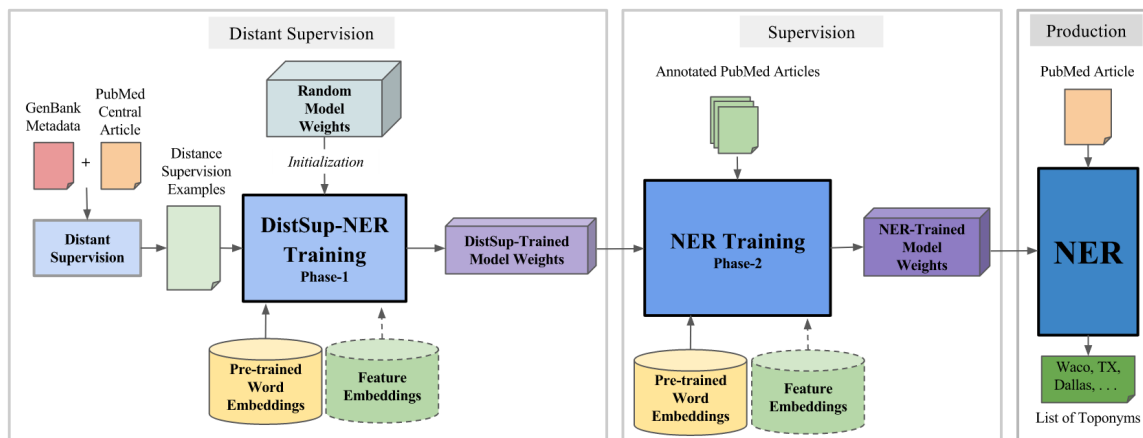 Distant Supervision
GenBank
Metadata
+
PubMed
Central
Article
Distant
Supervision
Distance
Supervision
Examples
Random
Model
Weights
Initialization
DistSup-NER
Training
Phase-1
Pre-trained
Word
Embeddings
Feature
Embeddings
DistSup-Trained
Model Weights
Supervision
Annotated PubMed Articles
NER Training
Phase-2
Pre-trained
Word
Embeddings
Feature
Embeddings
NER-Trained
Model
Weights
Production
PubMed Article
NER
Waco, TX,
Dallas, . . .
List of Toponyms